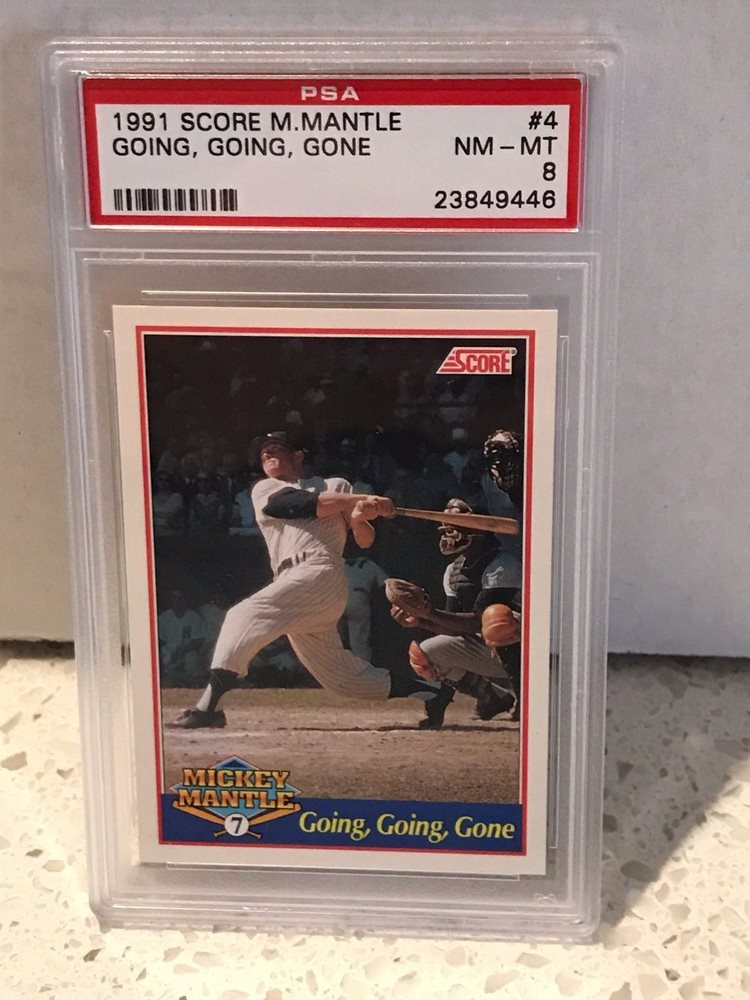 PSA
1991 SCORE M.MANTLE #4
GOING, GOING, GONE NM - MT
8
23849446
SCORE®
MICKEY
MANTLE
7
Going, Going, Gone